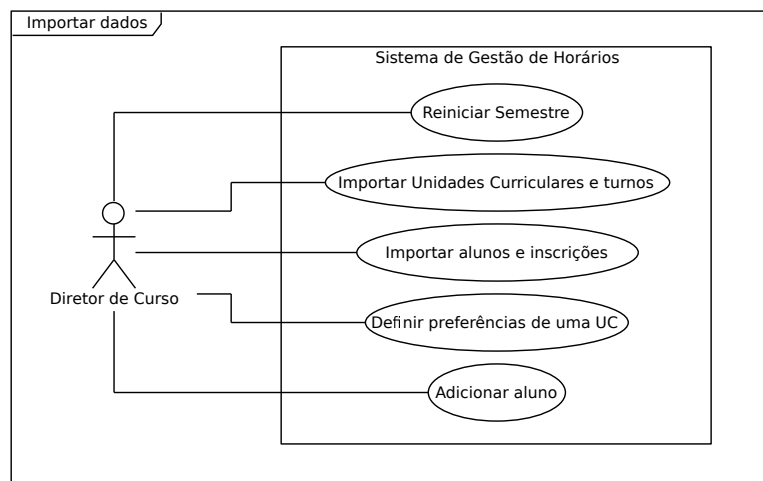 Importar dados
Sistema de Gestão de Horários
Reiniciar Semestre
Importar Unidades Curriculares e turnos
Importar alunos e inscrições
Diretor de Curso
Definir preferências de uma UC
Adicionar aluno